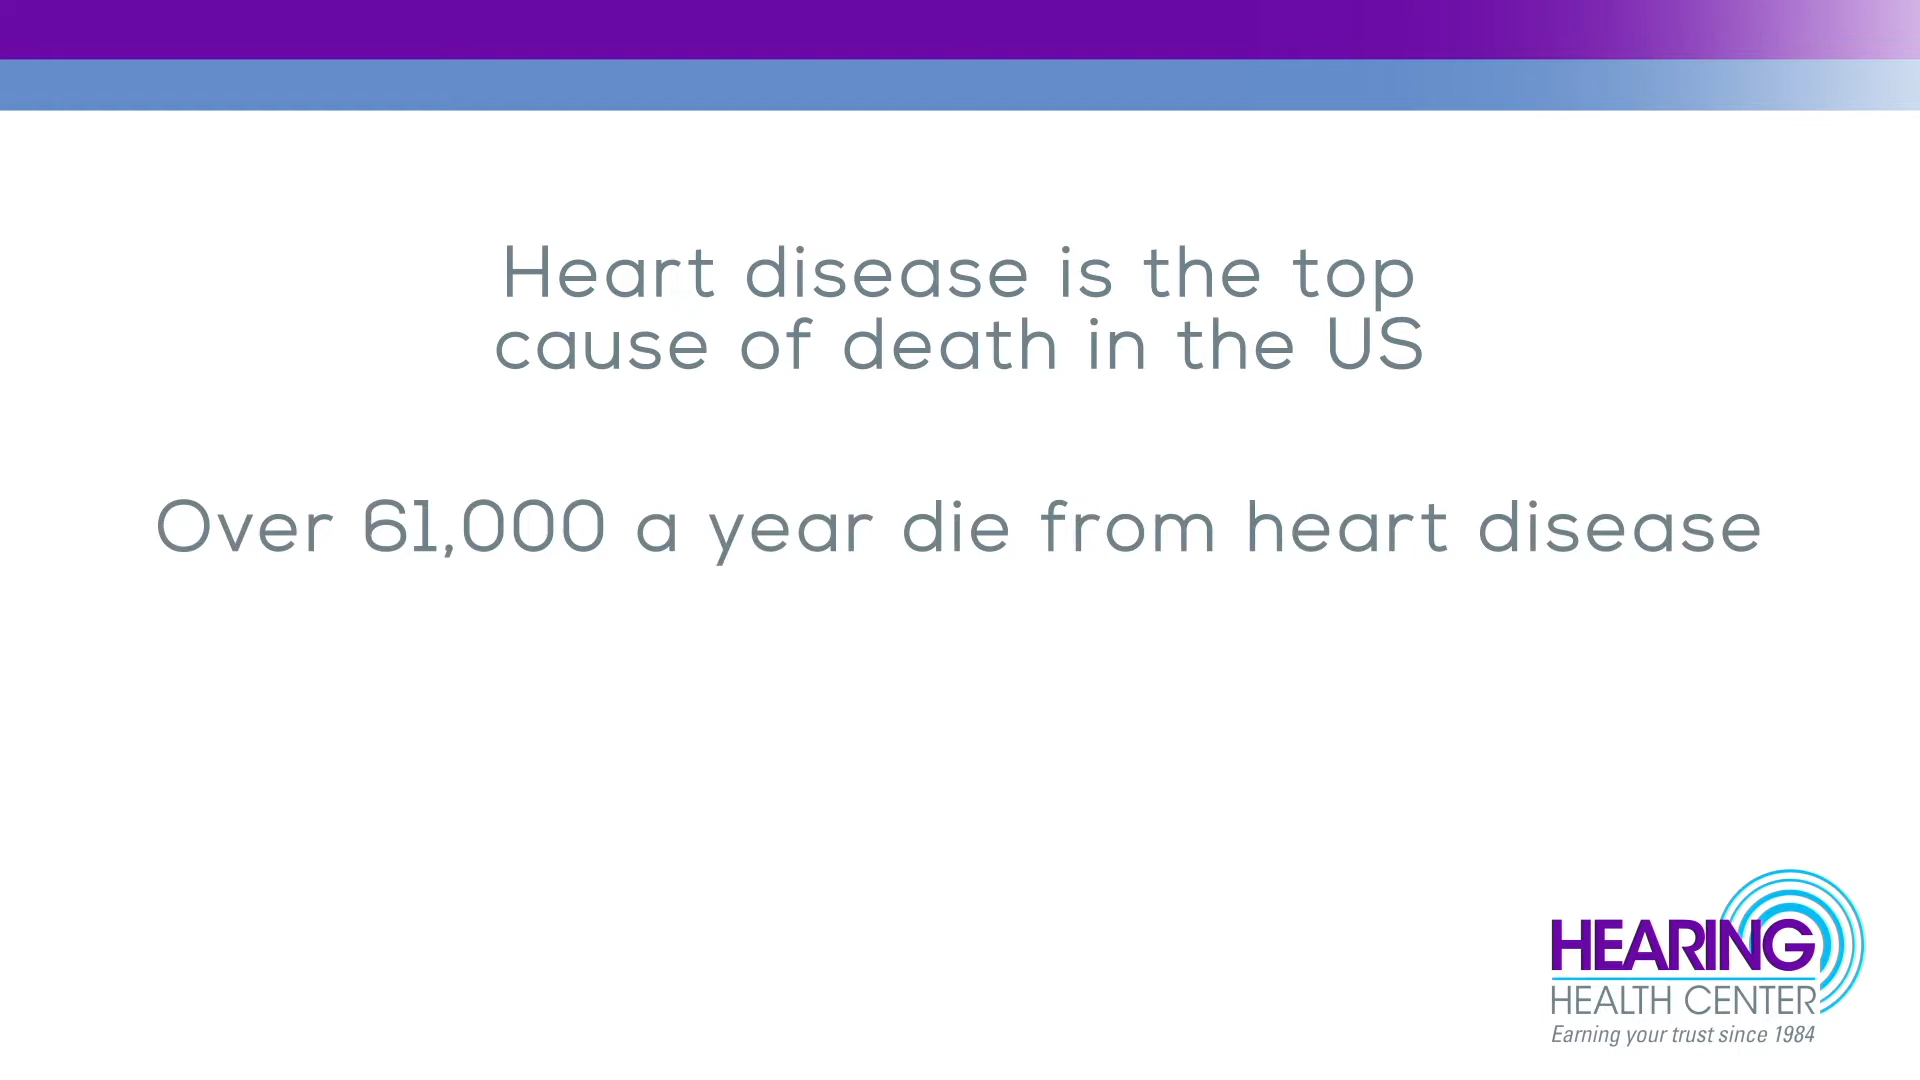 Heart disease is the top
cause of death in the US
Over 61,000 a year die from heart disease
HEARING
HEALTH CENTER
Earning your trust since 1984